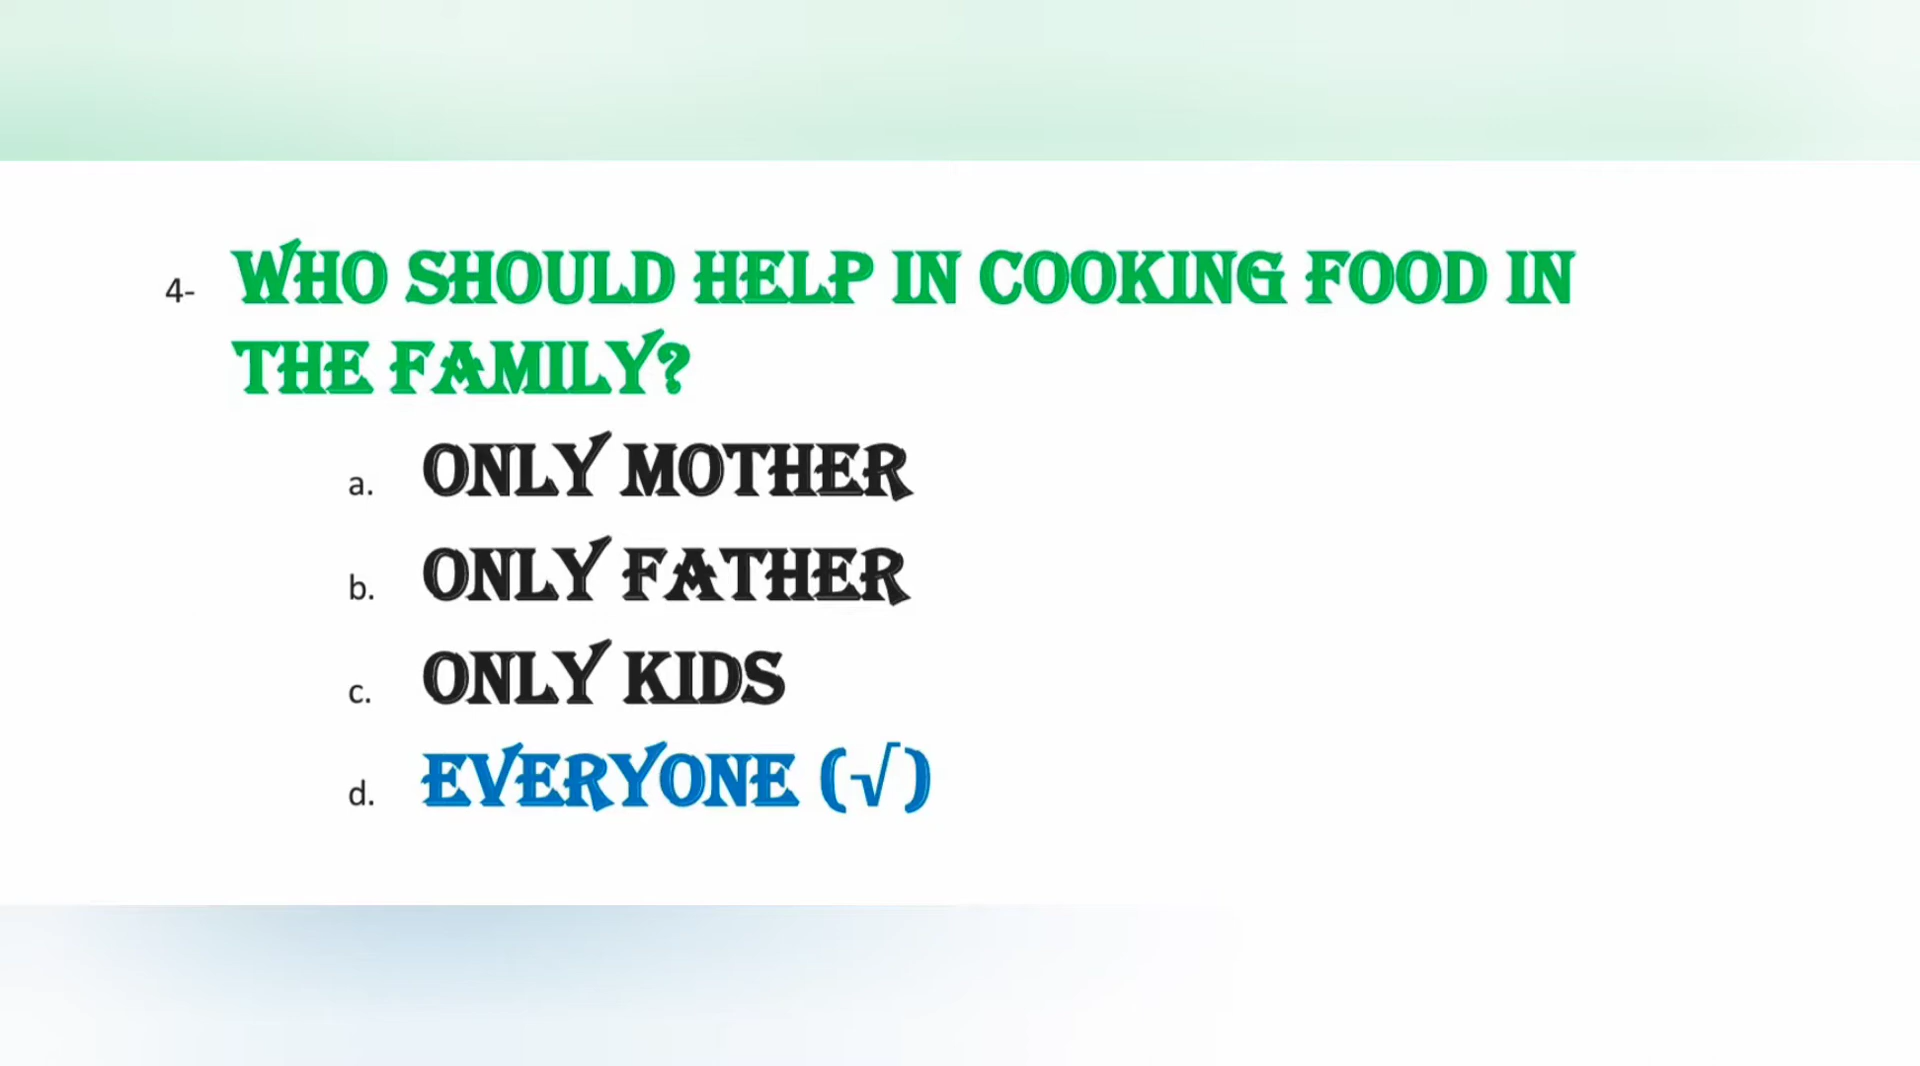 4- WHO SHOULD HELP IN COOKING FOOD IN
THE FAMILY?
a. ONLY MOTHER
b. ONLY FATHER
c. ONLY KIDS
d. EVERYONE (√)